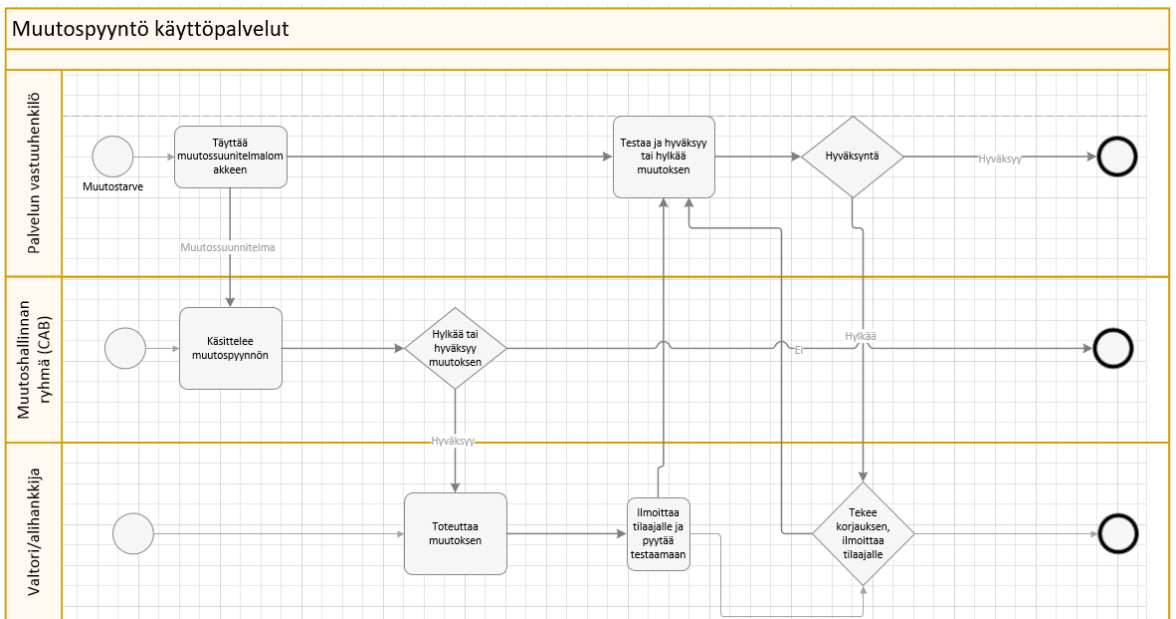 Muutospyyntö käyttöpalvelut
Palvelun vastuuhenkilö
Muutostarve
Täyttää
muutossuunitelmalom
akkeen
Testaa ja hyväksyy
tai hylkää
muutoksen
Hyväksyntä
Hyväksyy
Muutossuunnitelma
Muutoshallinnan
ryhmä (CAB)
Käsittelee
muutospyynnön
Hylkää tai
hyväksyy
muutoksen
Ei
Hylkää
Hyväksyy
Valtori/alihankkija
Toteuttaa
muutoksen
Ilmoittaa
tilaajalle ja
pyytää
testaamaan
Tekee
korjauksen,
ilmoittaa
tilaajalle